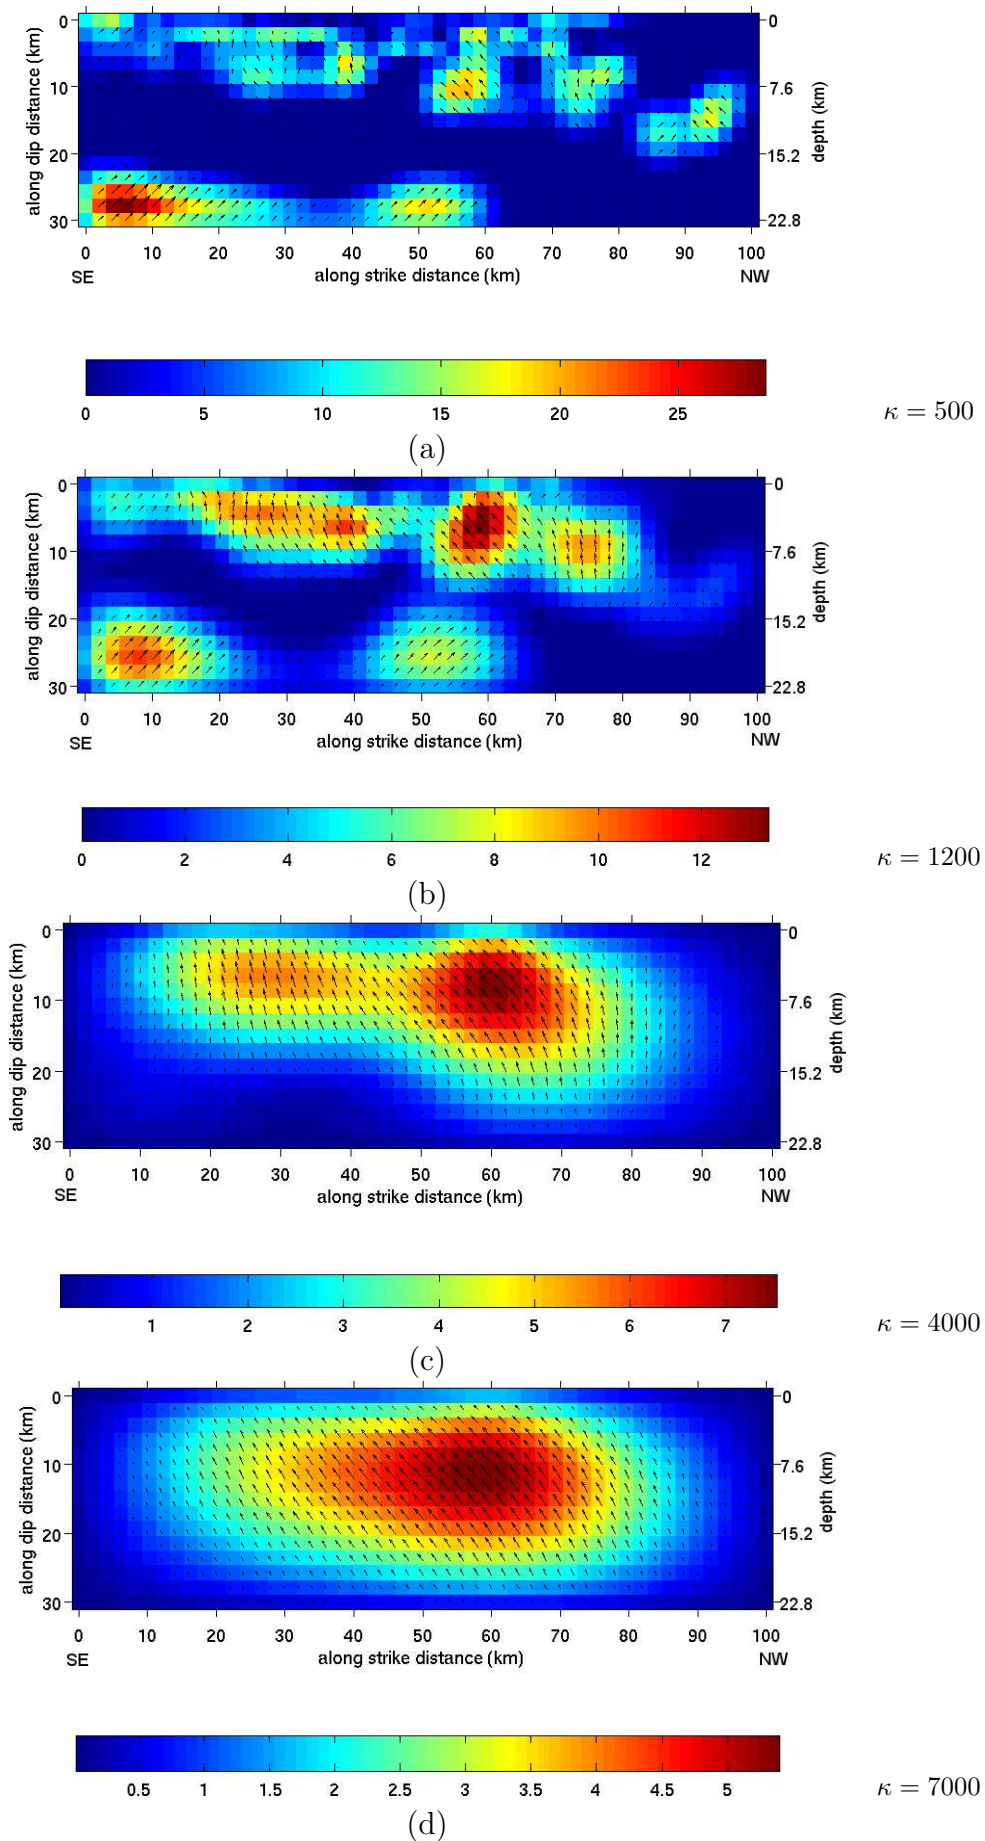 0
10
20
30
along dip distance (km)
0
7.6
15.2
22.8
depth (km)
0 10 20 30 40 50 60 70 80 90 100
SE along strike distance (km) NW
0 5 10 15 20 25
κ = 500
(a)
0
10
20
30
along dip distance (km)
0
7.6
15.2
22.8
depth (km)
0 10 20 30 40 50 60 70 80 90 100
SE along strike distance (km) NW
0 2 4 6 8 10 12
κ = 1200
(b)
0
10
20
30
along dip distance (km)
0
7.6
15.2
22.8
depth (km)
0 10 20 30 40 50 60 70 80 90 100
SE along strike distance (km) NW
1 2 3 4 5 6 7
κ = 4000
(c)
0
10
20
30
along dip distance (km)
0
7.6
15.2
22.8
depth (km)
0 10 20 30 40 50 60 70 80 90 100
SE along strike distance (km) NW
0.5 1 1.5 2 2.5 3 3.5 4 4.5 5
κ = 7000
(d)